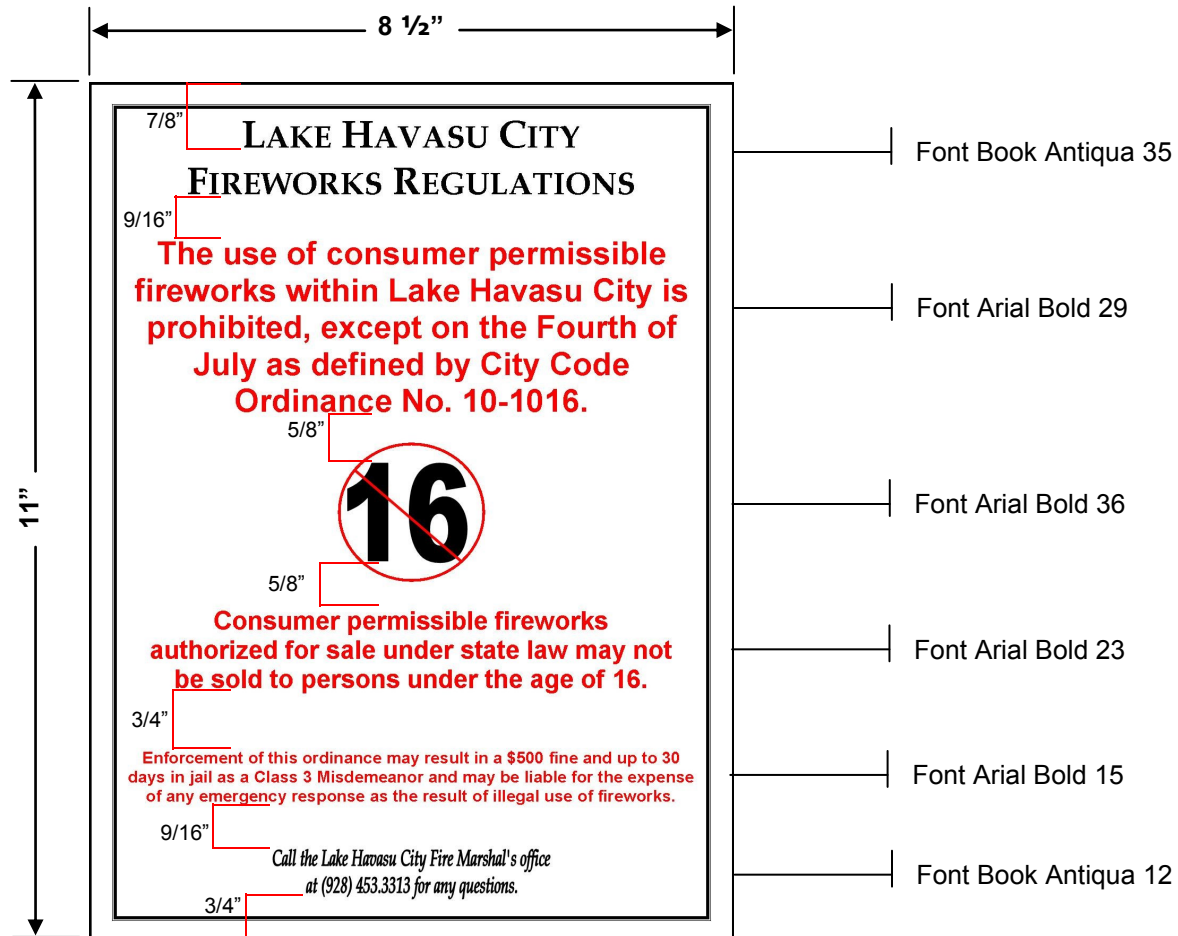 8 ½”
7/8”
LAKE HAVASU CITY
Font Book Antiqua 35
FIREWORKS REGULATIONS
9/16”
The use of consumer permissible
fireworks within Lake Havasu City is
Font Arial Bold 29
prohibited, except on the Fourth of
July as defined by City Code
Ordinance No. 10-1016.
5/8”
11”
16
Font Arial Bold 36
5/8”
Consumer permissible fireworks
authorized for sale under state law may not
Font Arial Bold 23
be sold to persons under the age of 16.
3/4”
Enforcement of this ordinance may result in a $500 fine and up to 30
days in jail as a Class 3 Misdemeanor and may be liable for the expense
Font Arial Bold 15
of any emergency response as the result of illegal use of fireworks.
9/16”
Call the Lake Havasu City Fire Marshal's office
at (928) 453.3313 for any questions.
Font Book Antiqua 12
3/4”